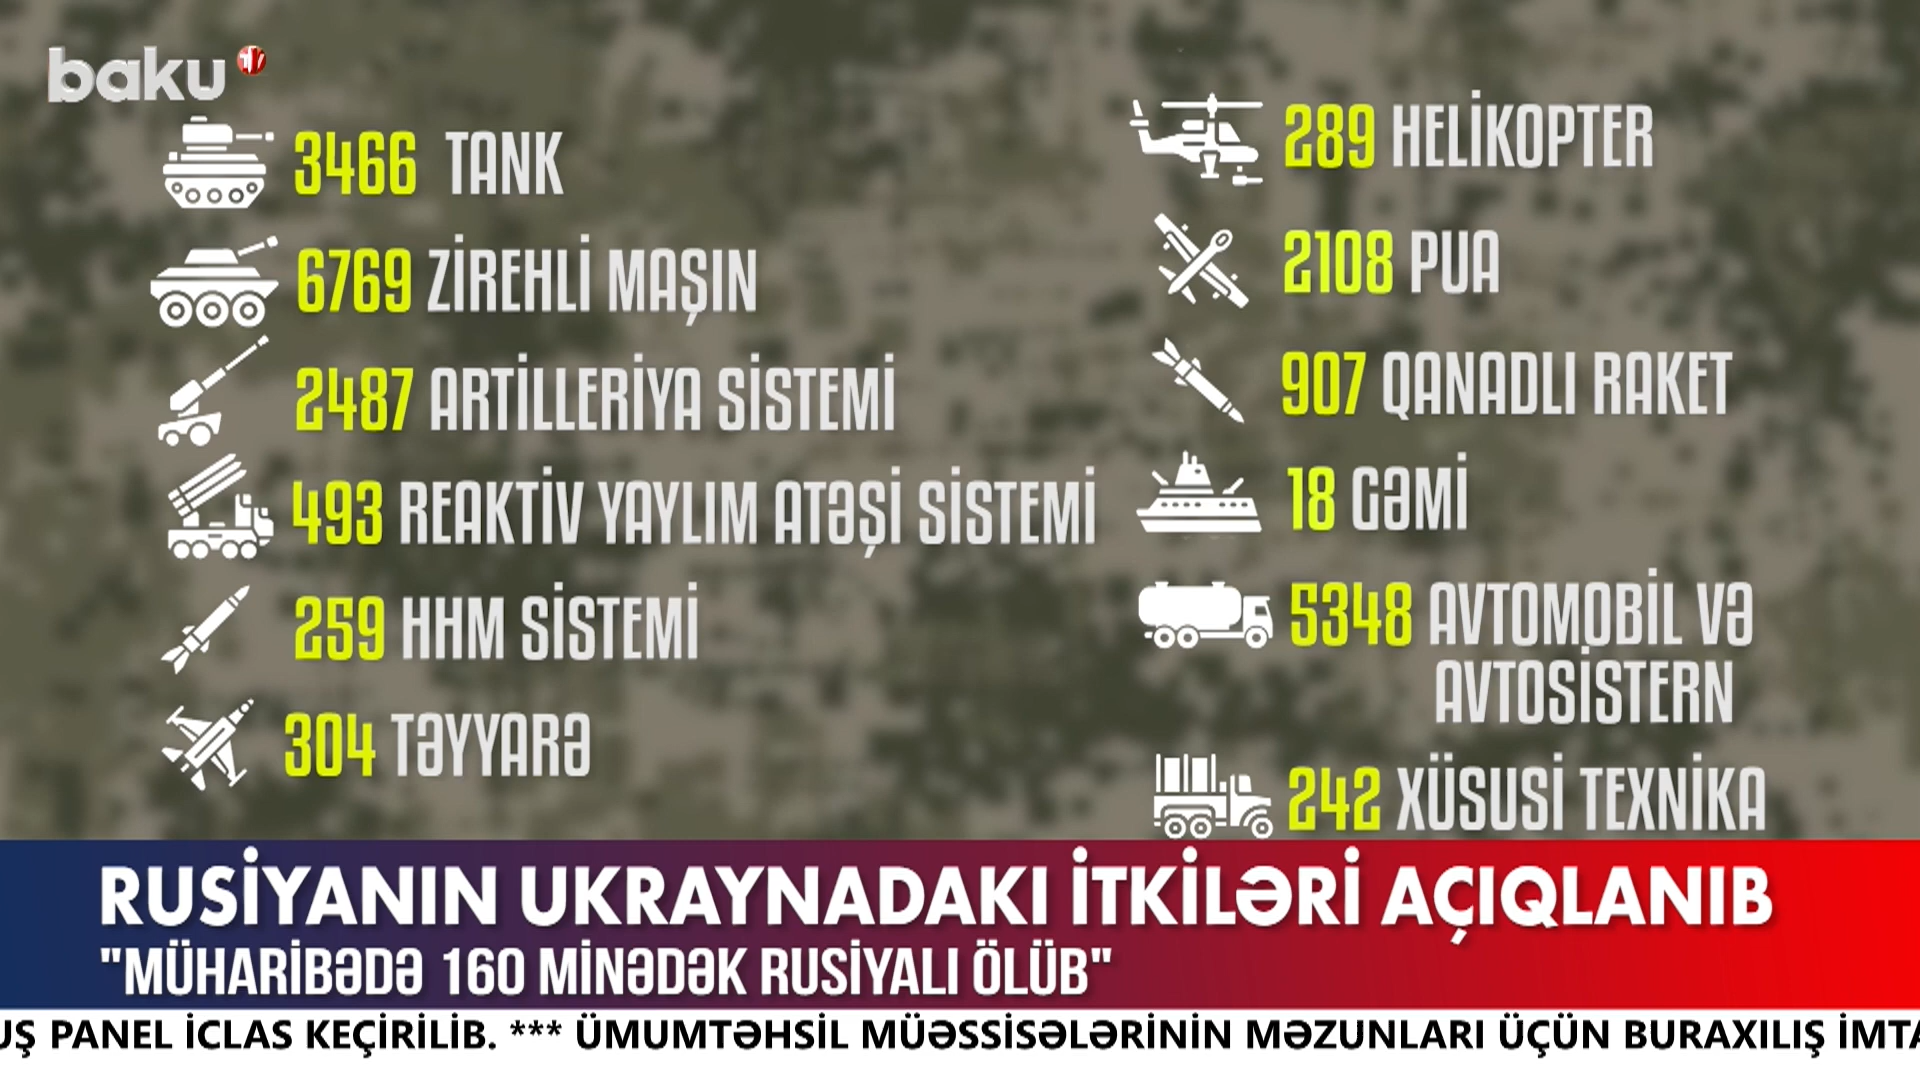 baku TV
3466 TANK
6769 ZİREHLİ MAŞIN
2487 ARTİLLERİYA SİSTEMİ
493 REAKTİV YAYLIM ATƏŞİ SİSTEMİ
259 HHM SİSTEMİ
304 TƏYYARƏ
289 HELİKOPTER
2108 PUA
907 QANADLI RAKET
18 GƏMİ
5348 AVTOMOBİL VƏ
AVTOSİSTERN
242 XÜSUSİ TEXNİKA
RUSİYANIN UKRAYNADAKI İTKİLƏRİ AÇIQLANIB
"MÜHARİBƏDƏ 160 MİNƏDƏK RUSİYALI ÖLÜB"
UŞ PANEL İCLAS KEÇİRİLİB. *** ÜMUMTƏHSİL MÜƏSSİSƏLƏRİNİN MƏZUNLARI ÜÇÜN BURAXILIŞ İMTA